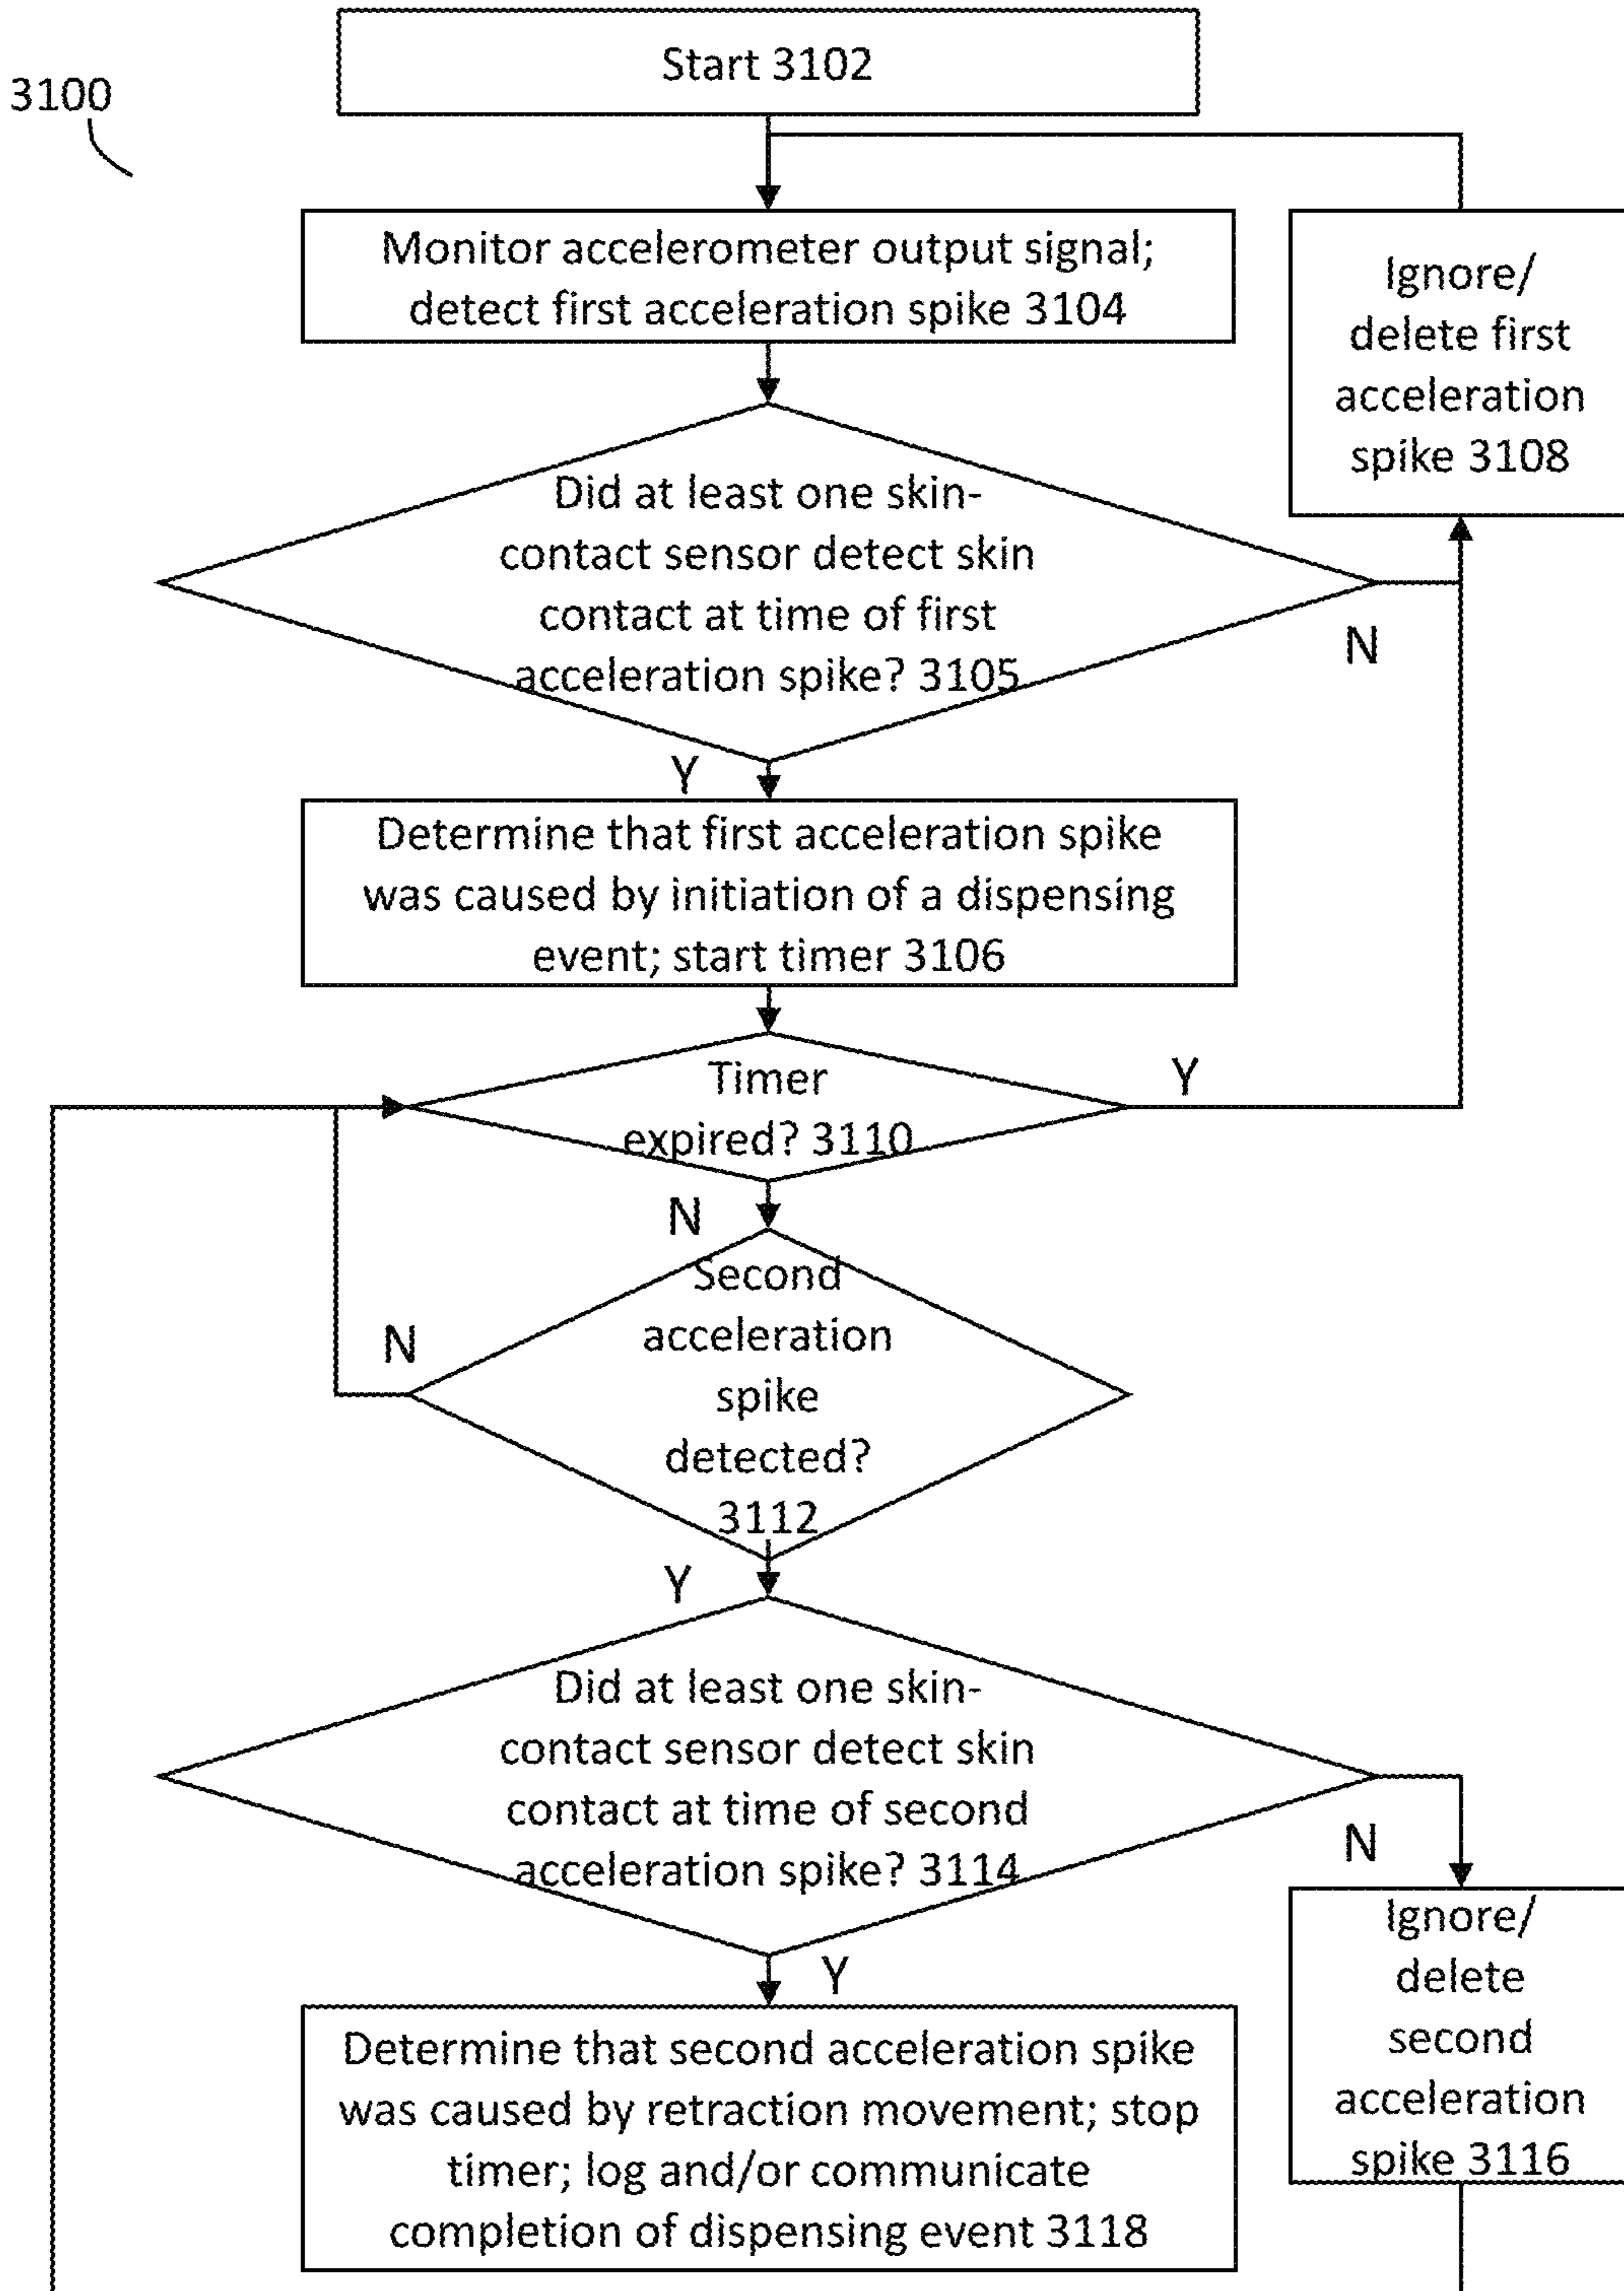 Start 3102
3100
Monitor accelerometer output signal;
detect first acceleration spike 3104
Ignore/
delete first
acceleration
spike 3108
Did at least one skin-
contact sensor detect skin
contact at time of first
acceleration spike? 3105
N
Y
Determine that first acceleration spike
was caused by initiation of a dispensing
event; start timer 3106
Timer
expired? 3110
Y
N
Second
acceleration
spike
detected?
3112
N
Y
Did at least one skin-
contact sensor detect skin
contact at time of second
acceleration spike? 3114
N
Y
Ignore/
delete
second
acceleration
spike 3116
Determine that second acceleration spike
was caused by retraction movement; stop
timer; log and/or communicate
completion of dispensing event 3118